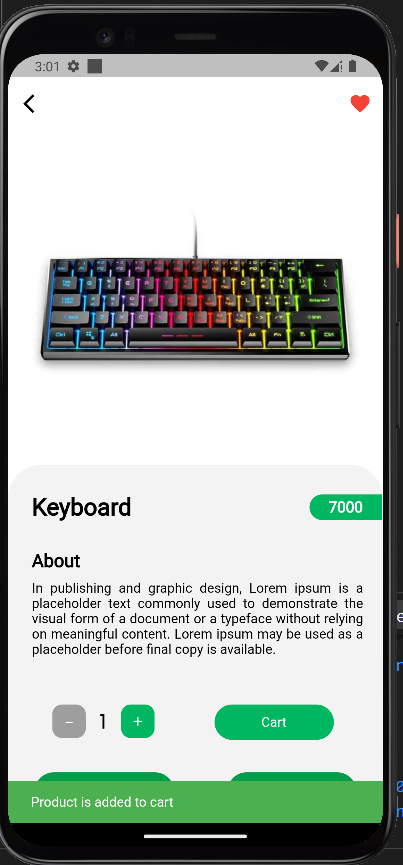 3:01
Keyboard
7000
About
In publishing and graphic design, Lorem ipsum is a
placeholder text commonly used to demonstrate the
visual form of a document or a typeface without relying
on meaningful content. Lorem ipsum may be used as a
placeholder before final copy is available.
− 1 + Cart
Product is added to cart